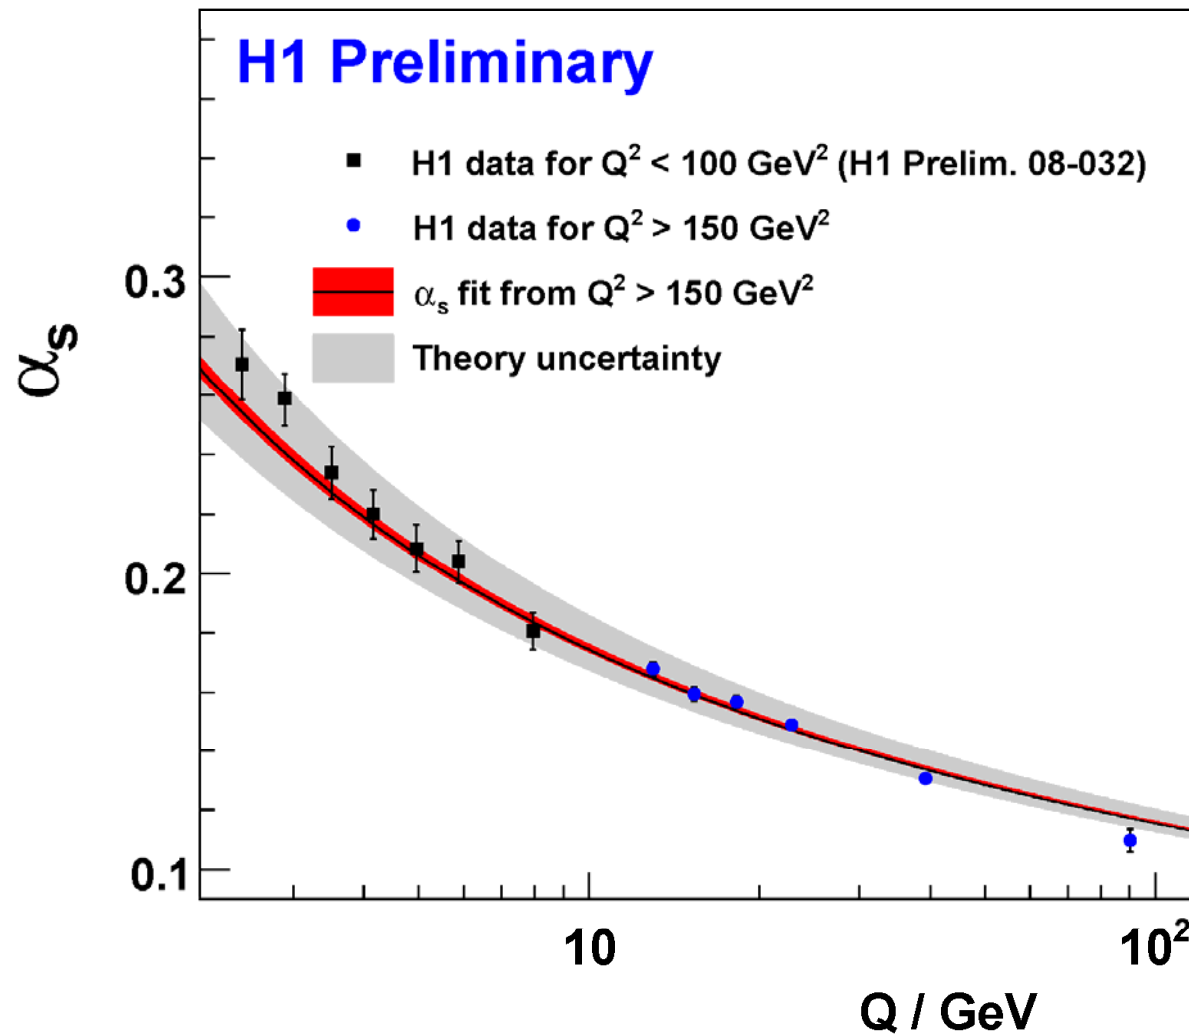 H1 Preliminary
H1 data for Q² < 100 GeV² (H1 Prelim. 08-032)
H1 data for Q² > 150 GeV²
αs fit from Q² > 150 GeV²
Theory uncertainty
αs
0.3
0.2
0.1
10
10²
Q / GeV